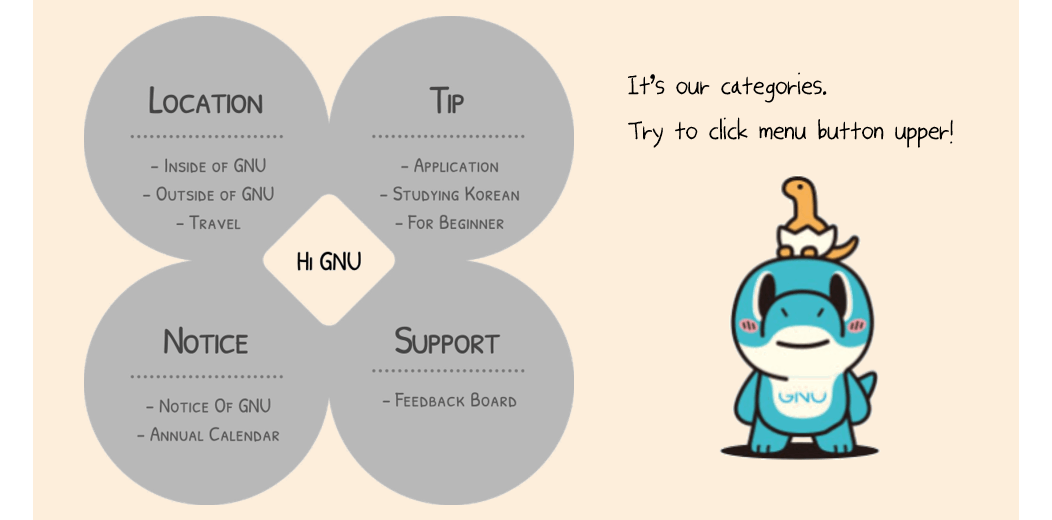 LOCATION
- INSIDE OF GNU
- OUTSIDE OF GNU
- TRAVEL
TIP
- APPLICATION
- STUDYING KOREAN
- FOR BEGINNER
HI GNU
NOTICE
- NOTICE OF GNU
- ANNUAL CALENDAR
SUPPORT
- FEEDBACK BOARD
It's our categories.
Try to click menu button upper!
GNU